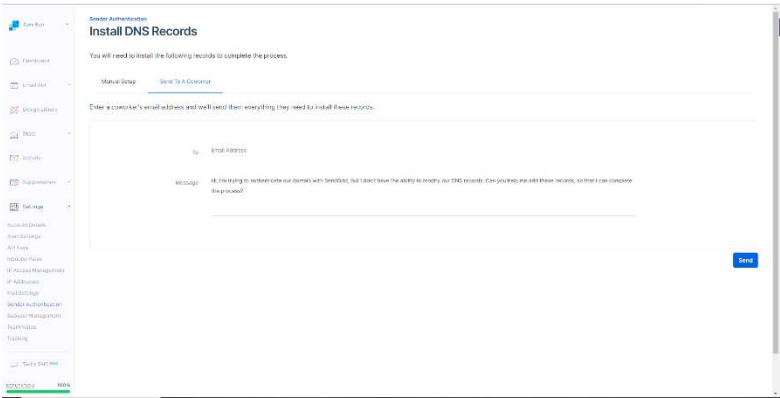 Sender Authentication
Install DNS Records
You will need to install the following records to complete the process.
Manual Setup
Send To A Coworker
Enter a coworker's email address and we'll send them everything they need to install these records.
To
Email Address
Message
Hi, I'm trying to authenticate our domain with SendGrid, but I don't have the ability to modify our DNS records. Can you help me add these records, so that I can complete
the process?
Send
Dashboard
Email API
Stats
Activity
Suppressions
Settings
Account Details
Alert Settings
API Keys
Inbound Parse
IP Access Management
IP Addresses
Mail Settings
Sender Authentication
Subuser Management
Teammates
Tracking
100%